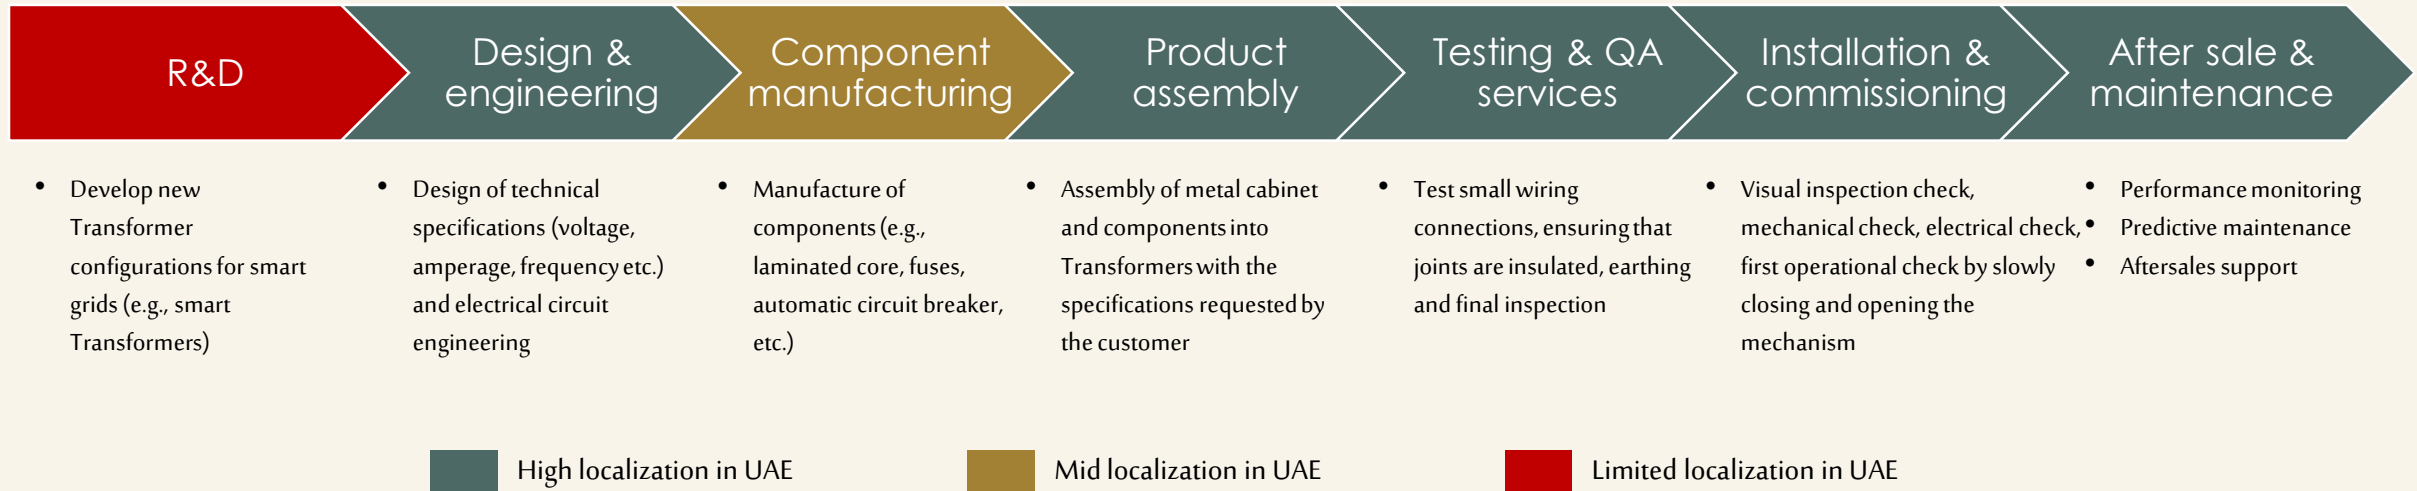 R&D
Design &
engineering
Component
manufacturing
Product
assembly
Testing & QA
services
Installation &
commissioning
After sale &
maintenance
• Develop new
Transformer
configurations for smart
grids (e.g., smart
Transformers)
• Design of technical
specifications (voltage,
amperage, frequency etc.)
and electrical circuit
engineering
• Manufacture of
components (e.g.,
laminated core, fuses,
automatic circuit breaker,
etc.)
• Assembly of metal cabinet
and components into
Transformers with the
specifications requested by
the customer
• Test small wiring
connections, ensuring that
joints are insulated, earthing
and final inspection
• Visual inspection check,
mechanical check, electrical check,
first operational check by slowly
closing and opening the
mechanism
• Performance monitoring
• Predictive maintenance
• Aftersales support
High localization in UAE
Mid localization in UAE
Limited localization in UAE